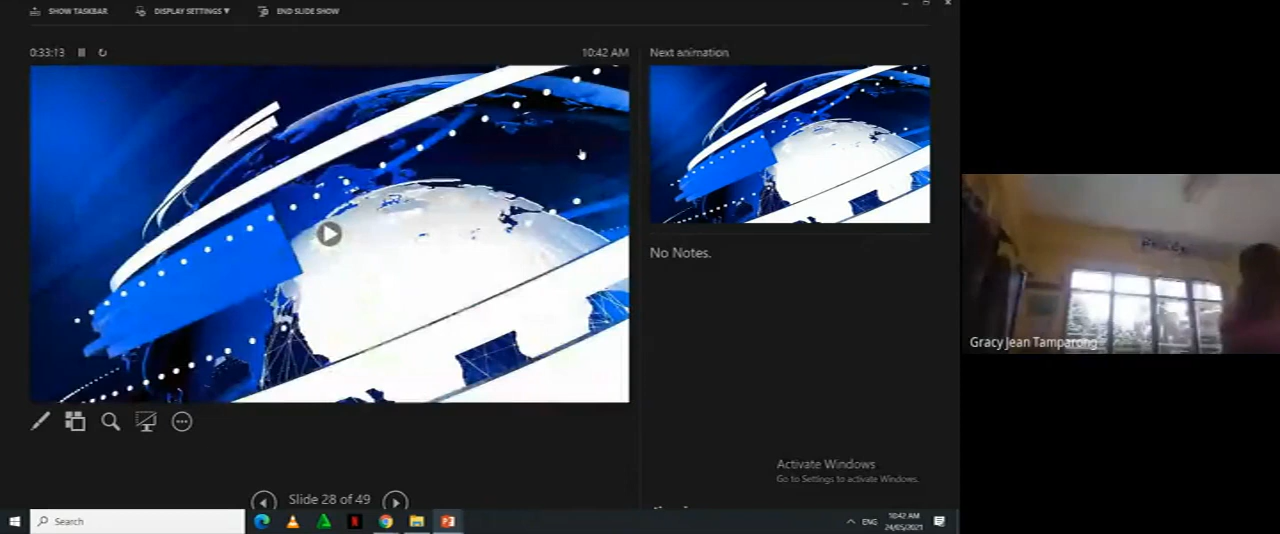 SHOW TASKBAR DISPLAY SETTINGS ▼ END SLIDE SHOW
0:33:13 10:42 AM Next animation
No Notes.
Gracy Jean Tamparong
Activate Windows
Go to Settings to activate Windows.
Slide 28 of 49
Search ENG 10:42 AM
24/05/2021